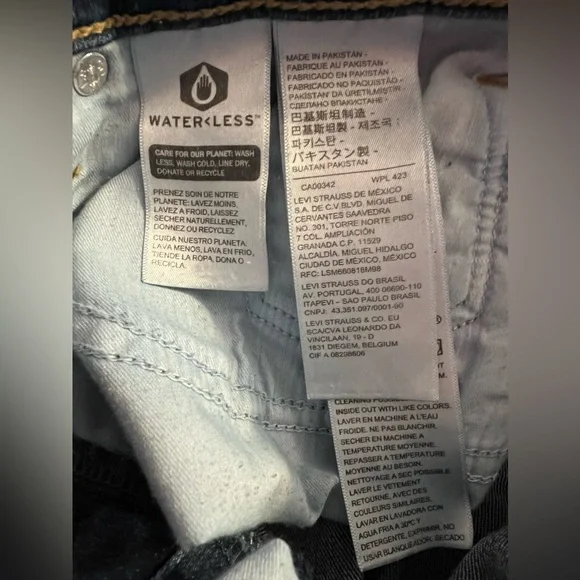 WATER<LESS™
CARE FOR OUR PLANET: WASH
LESS, WASH COLD, LINE DRY,
DONATE OR RECYCLE
PRENEZ SOIN DE NOTRE
PLANETE: LAVEZ MOINS,
LAVEZ A FROID, LAISSEZ
SECHER NATURELLEMENT,
DONNEZ OU RECYCLEZ
CUIDA NUESTRO PLANETA:
LAVA MENOS, LAVA EN FRIO,
TIENDE LA ROPA, DONA O
RECICLA.
MADE IN PAKISTAN -
FABRIQUE AU PAKISTAN -
FABRICADO EN PAKISTÁN -
FABRICADO NO PAQUISTÃO -
PAKISTAN'DA ÜRETILMISTIR -
СДЕЛАНО ВПАКИСТАНЕ -
巴基斯坦制造 -
巴基斯坦製 - 제조국 :
파키스탄 -
パキスタン製 -
BUATAN PAKISTAN
CA00342 WPL 423
LEVI STRAUSS DE MÉXICO
S.A. DE C.V BLVD. MIGUEL DE
CERVANTES SAAVEDRA
NO. 301, TORRE NORTE PISO
7 COL. AMPLIACIÓN
GRANADA C.P. 11529
ALCALDÍA. MIGUEL HIDALGO
CIUDAD DE MÉXICO, MÉXICO
RFC: LSM660818M98
LEVI STRAUSS DO BRASIL
AV. PORTUGAL, 400 06690-110
ITAPEVI - SAO PAULO BRASIL
CNPJ: 43.351.097/0001-90
LEVI STRAUSS & CO. EU
SCA/CVA LEONARDO DA
VINCILAAN, 19 - D
1831 DIEGEM, BELGIUM
CIF A 08298606
CLEANING
INSIDE OUT WITH LIKE COLORS.
LAVER EN MACHINE A L'EAU
FROIDE. NE PAS BLANCHIR.
SECHER EN MACHINE A
TEMPERATURE MOYENNE.
REPASSER A TEMPERATURE
MOYENNE AU BESOIN.
NETTOYAGE A SEC POSSIBLE
LAVER LE VETEMENT
RETOURNE, AVEC DES
COULEURS SIMILAIRES.
LAVAR EN LAVADORA CON
AGUA FRIA A 30°C Y
DETERGENTE, EXPRIMIR. NO
USAR BLANQUEADOR. SECADO